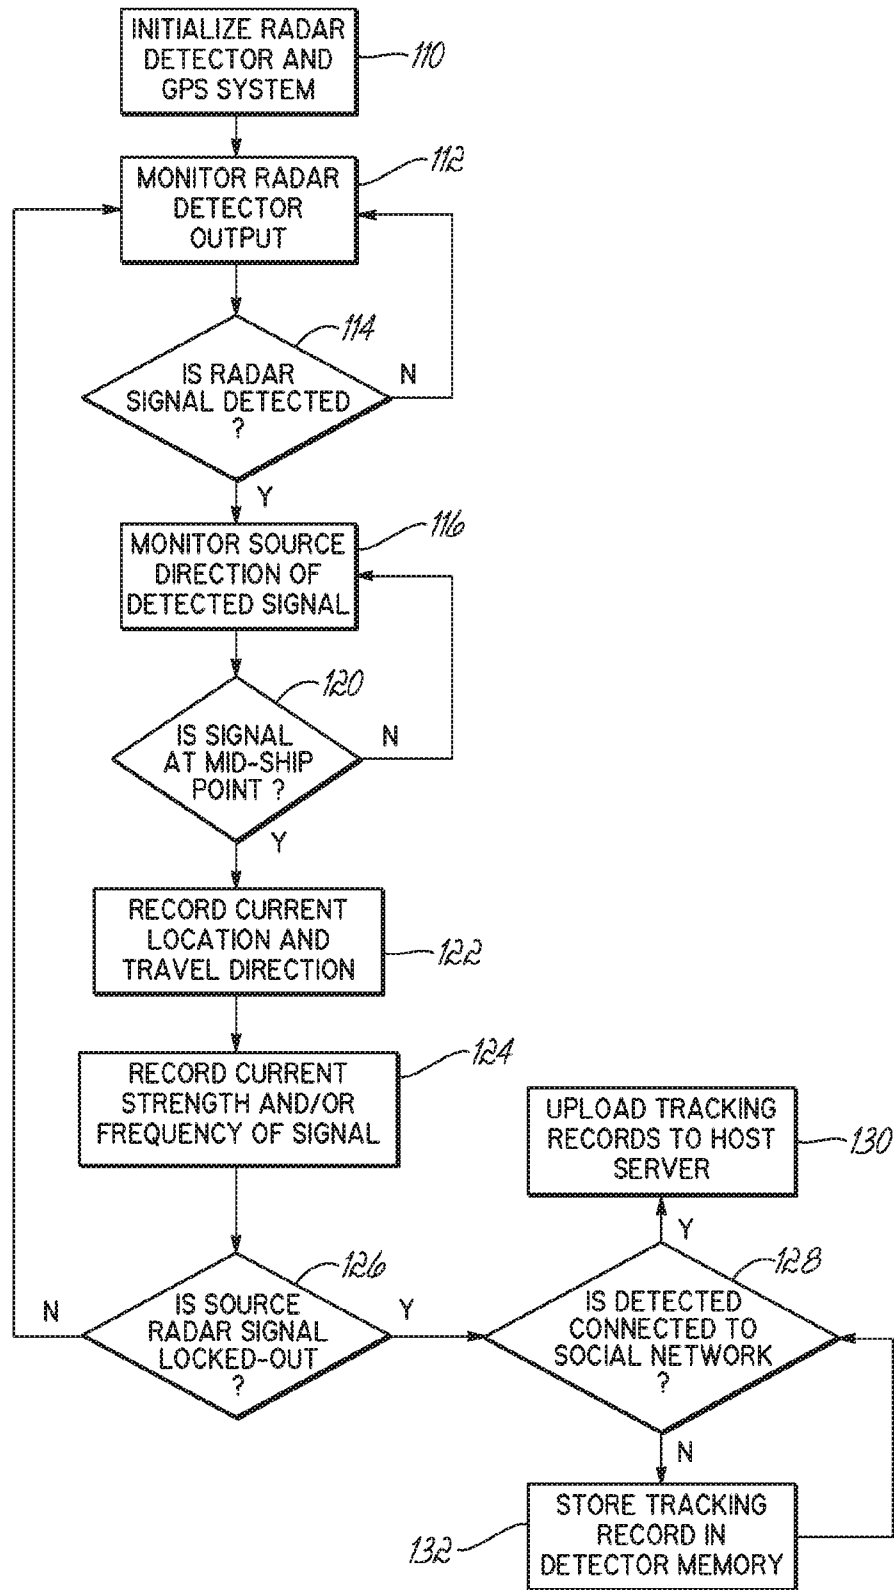 INITIALIZE RADAR
DETECTOR AND
GPS SYSTEM
110
MONITOR RADAR
DETECTOR
OUTPUT
112
IS RADAR
SIGNAL DETECTED
?
114
N
Y
MONITOR SOURCE
DIRECTION OF
DETECTED SIGNAL
116
IS SIGNAL
AT MID-SHIP
POINT ?
120
N
Y
RECORD CURRENT
LOCATION AND
TRAVEL DIRECTION
122
RECORD CURRENT
STRENGTH AND/OR
FREQUENCY OF SIGNAL
124
IS SOURCE
RADAR SIGNAL
LOCKED-OUT
?
126
N
Y
UPLOAD TRACKING
RECORDS TO HOST
SERVER
130
Y
IS DETECTED
CONNECTED TO
SOCIAL NETWORK
?
128
N
STORE TRACKING
RECORD IN
DETECTOR MEMORY
132